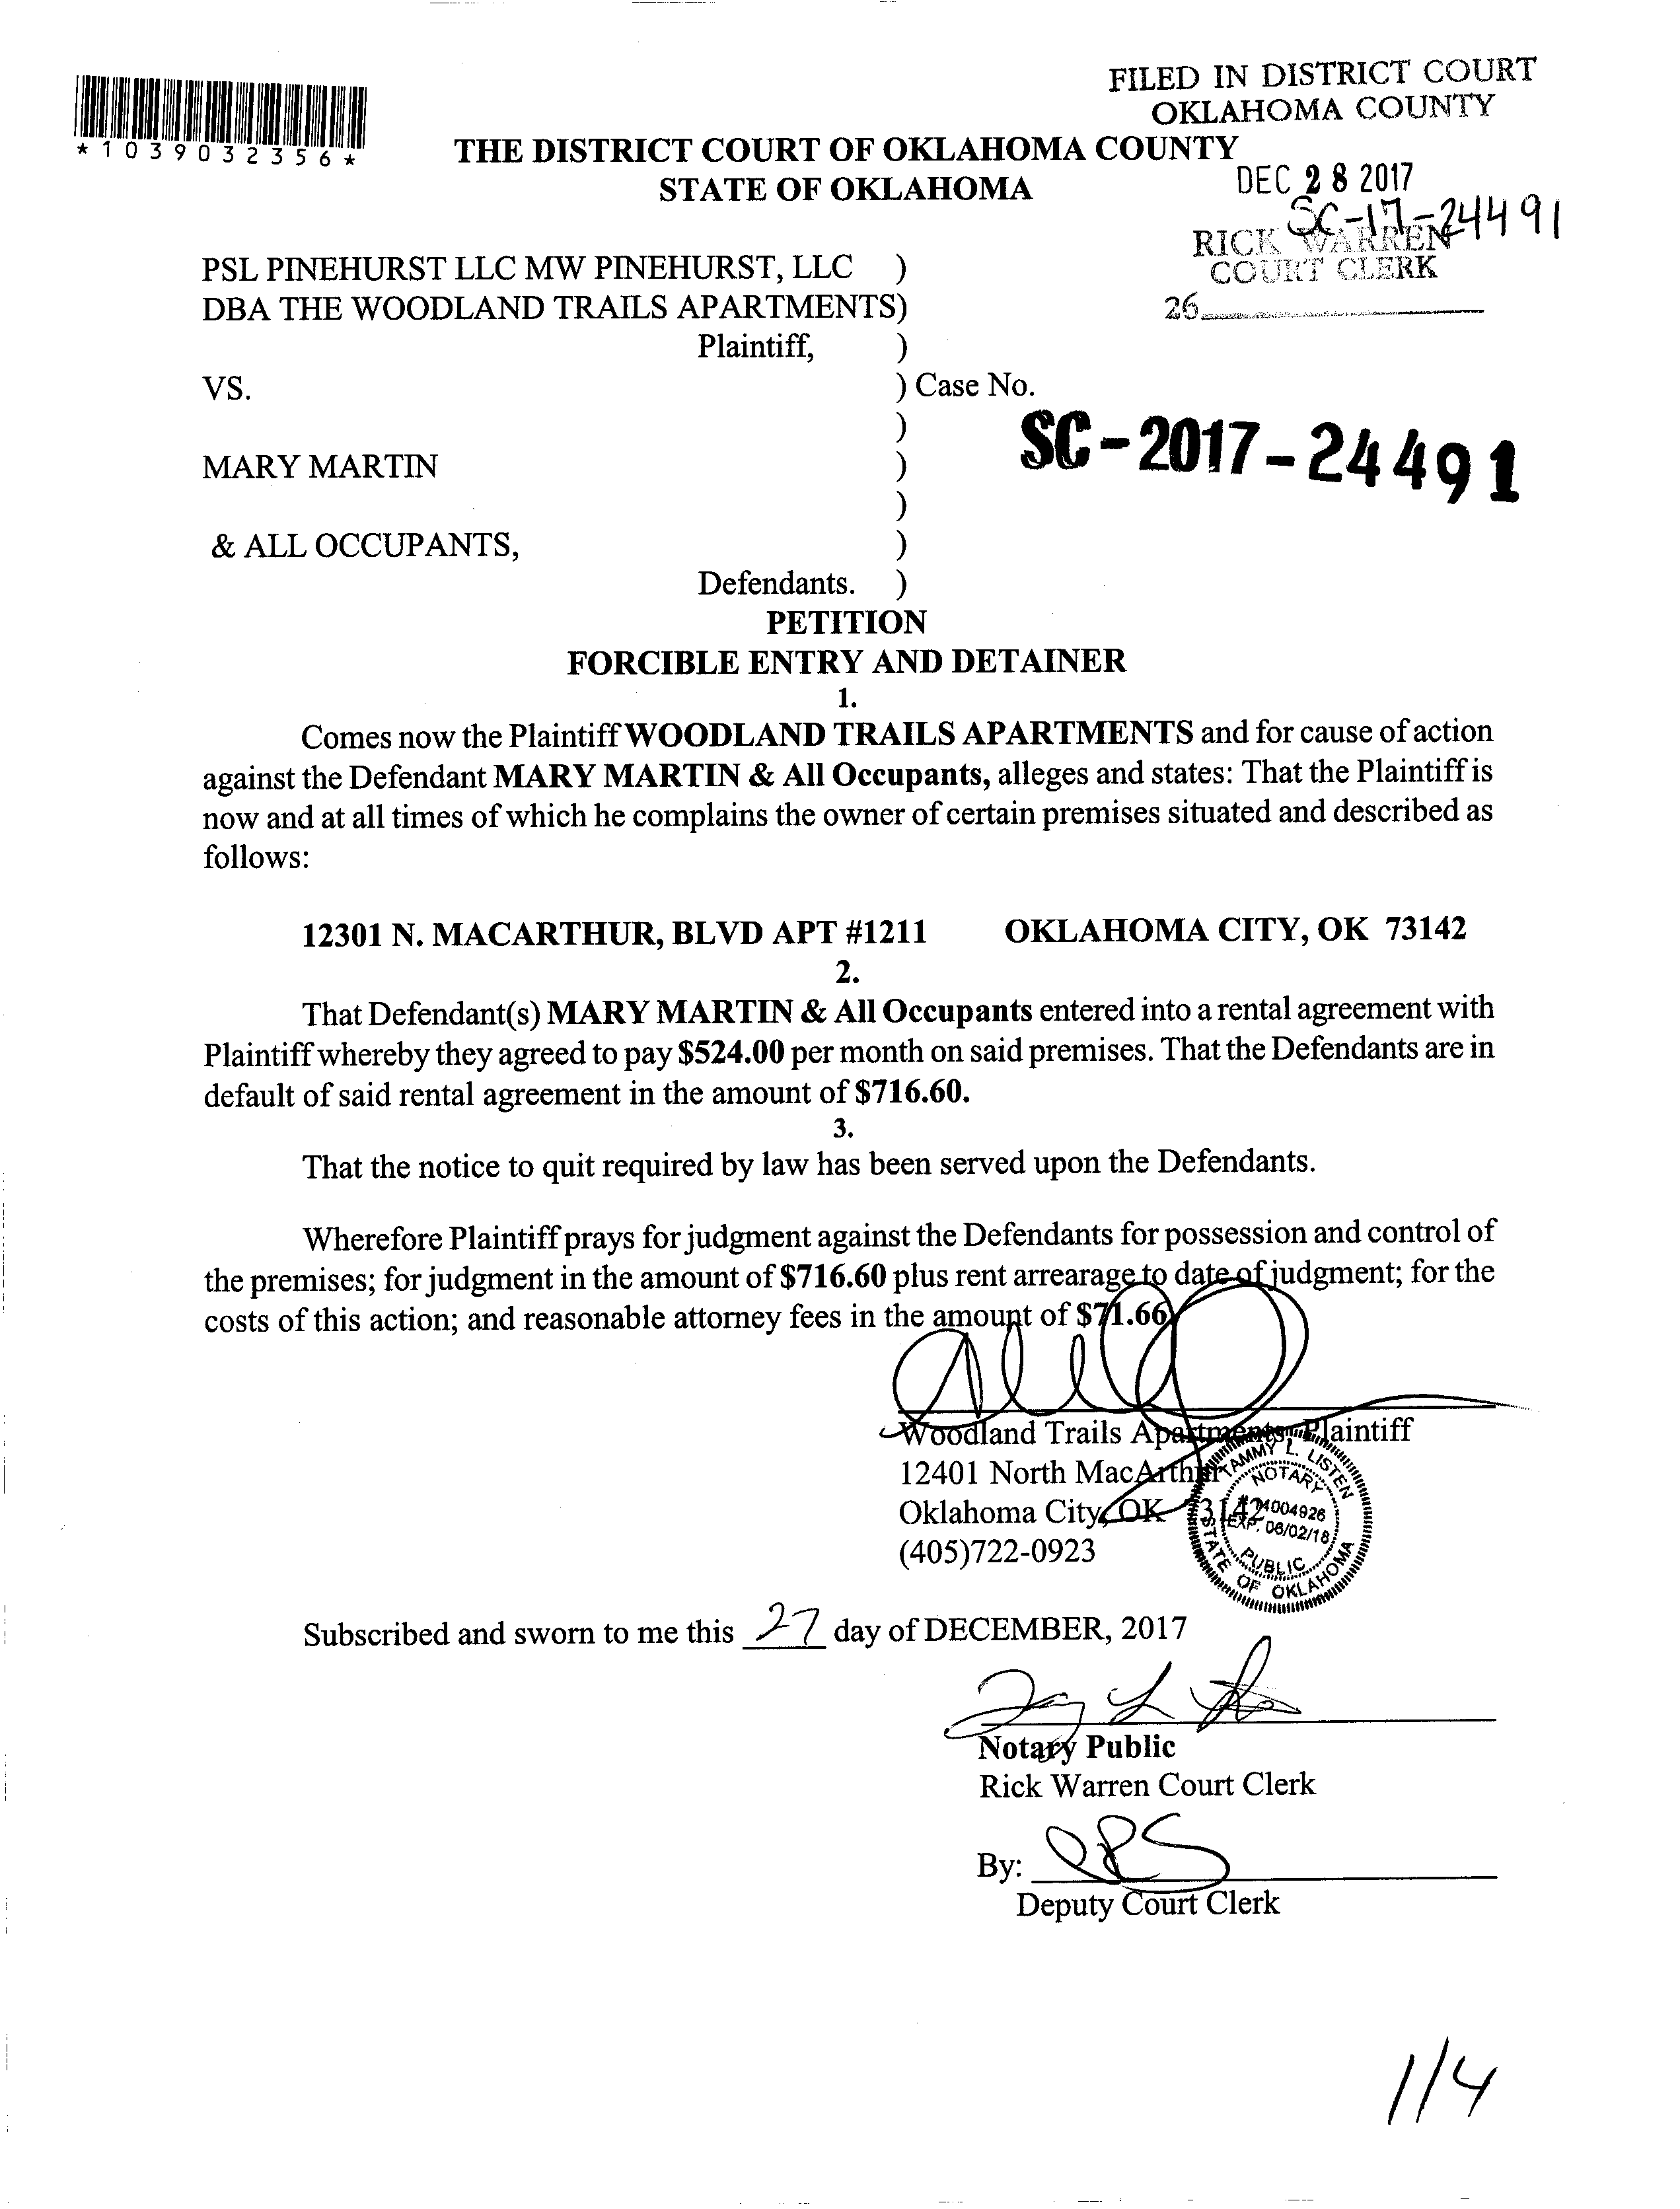 FILED IN DISTRICT COURT
OKLAHOMA COUNTY
*1039032356*
THE DISTRICT COURT OF OKLAHOMA COUNTY
STATE OF OKLAHOMA
DEC 28 2017
SC-17-24491
RICK WARREN
COURT CLERK
26
PSL PINEHURST LLC MW PINEHURST, LLC )
DBA THE WOODLAND TRAILS APARTMENTS)
Plaintiff, )
VS. ) Case No.
)
SC-2017-24491
MARY MARTIN )
)
& ALL OCCUPANTS, )
Defendants. )
PETITION
FORCIBLE ENTRY AND DETAINER
1.
Comes now the Plaintiff WOODLAND TRAILS APARTMENTS and for cause of action
against the Defendant MARY MARTIN & All Occupants, alleges and states: That the Plaintiff is
now and at all times of which he complains the owner of certain premises situated and described as
follows:
12301 N. MACARTHUR, BLVD APT #1211 OKLAHOMA CITY, OK 73142
2.
That Defendant(s) MARY MARTIN & All Occupants entered into a rental agreement with
Plaintiff whereby they agreed to pay $524.00 per month on said premises. That the Defendants are in
default of said rental agreement in the amount of $716.60.
3.
That the notice to quit required by law has been served upon the Defendants.
Wherefore Plaintiff prays for judgment against the Defendants for possession and control of
the premises; for judgment in the amount of $716.60 plus rent arrearage to date of judgment; for the
costs of this action; and reasonable attorney fees in the amount of $71.66
Woodland Trails Apartments, Plaintiff
12401 North MacArthur
Oklahoma City, OK 73142
(405)722-0923
TAMMY L. LISTEN
NOTARY
#14004926
EXP. 06/02/18
PUBLIC
STATE OF OKLAHOMA
Subscribed and sworn to me this 27 day of DECEMBER, 2017
Notary Public
Rick Warren Court Clerk
By:
Deputy Court Clerk
1/4